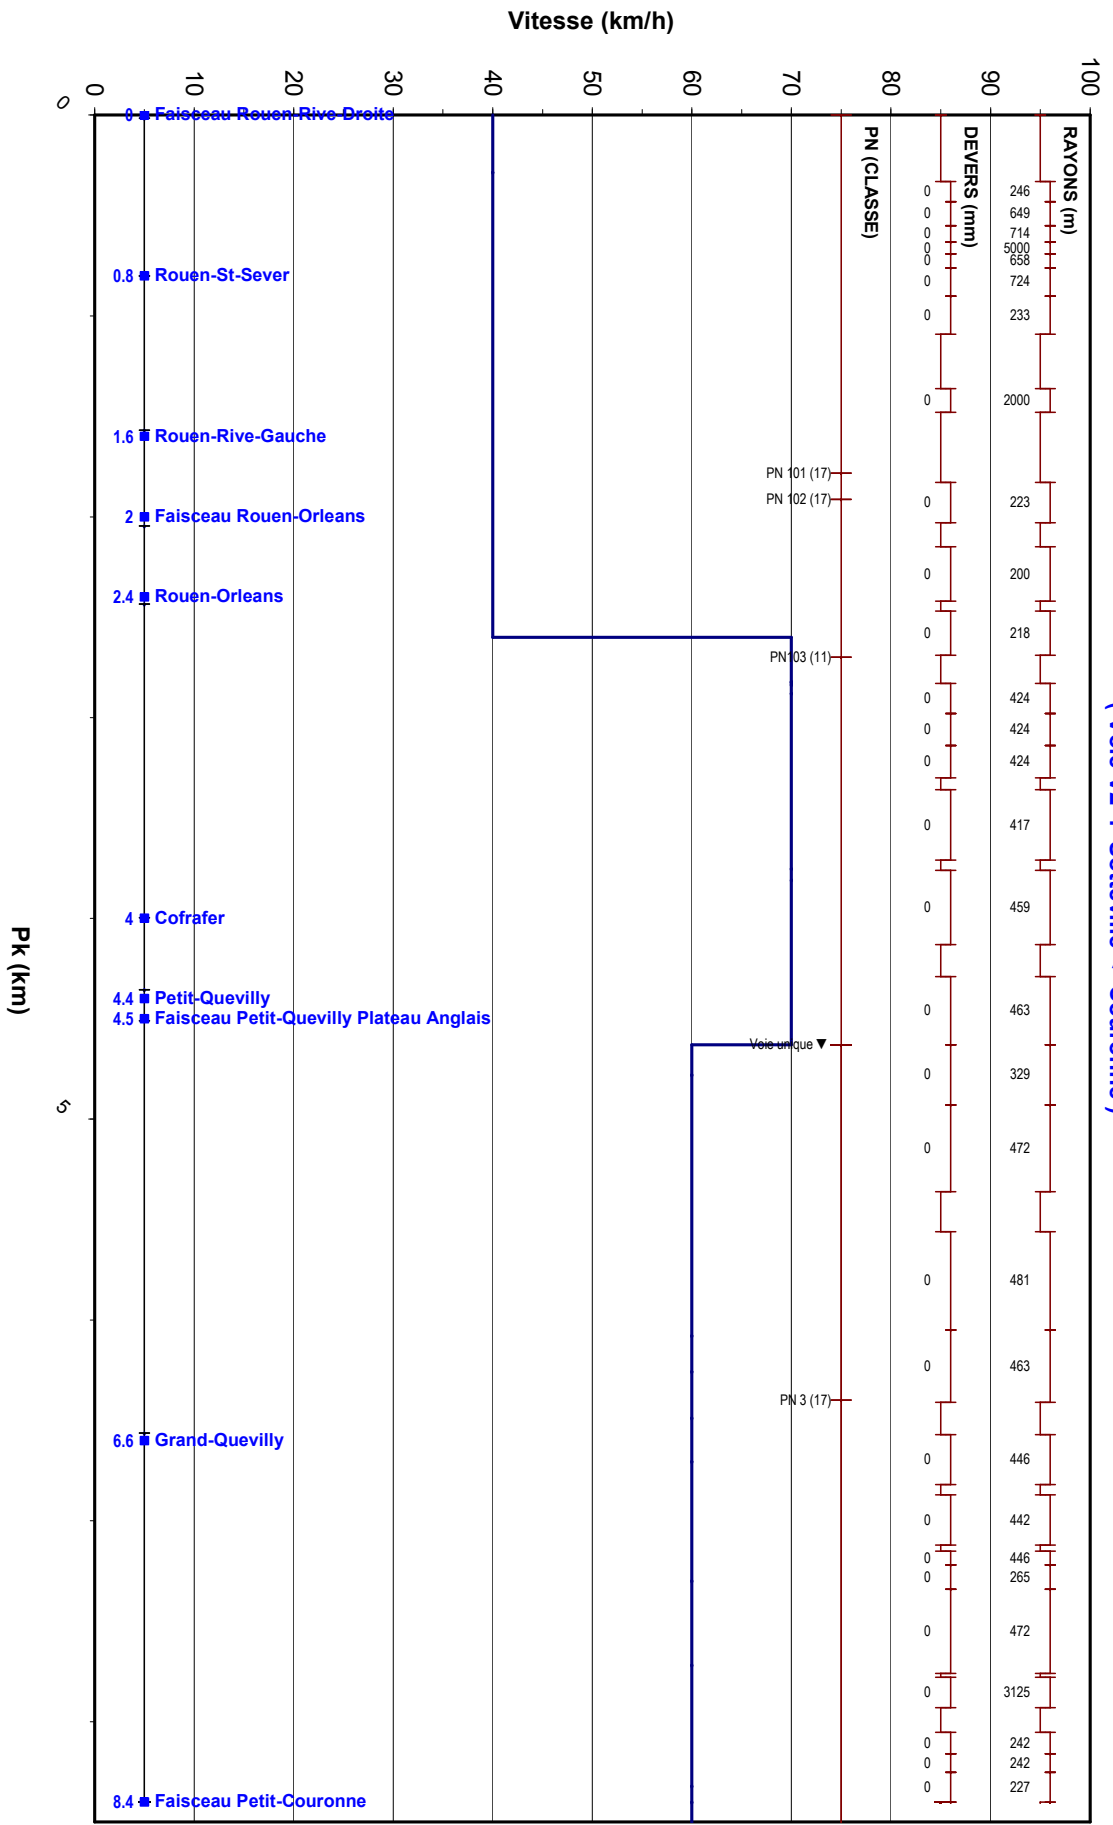 Vitesse (km/h)
0
10
20
30
40
50
60
70
80
90
100
0
5
Pk (km)
RAYONS (m)
DEVERS (mm)
PN (CLASSE)
0 Faisceau Rouen Rive Droite
0.8 Rouen-St-Sever
1.6 Rouen-Rive-Gauche
2 Faisceau Rouen-Orleans
2.4 Rouen-Orleans
4 Cofrafer
4.4 Petit-Quevilly
4.5 Faisceau Petit-Quevilly Plateau Anglais
6.6 Grand-Quevilly
8.4 Faisceau Petit-Couronne
PN 101 (17)
PN 102 (17)
PN103 (11)
Voie unique ▼
PN 3 (17)
0 246
0 649
0 714
0 5000
0 658
0 724
0 233
0 2000
0 223
0 200
0 218
0 424
0 424
0 424
0 417
0 459
0 463
0 329
0 472
0 481
0 463
0 446
0 442
0 446
0 265
0 472
0 3125
0 242
0 242
0 227